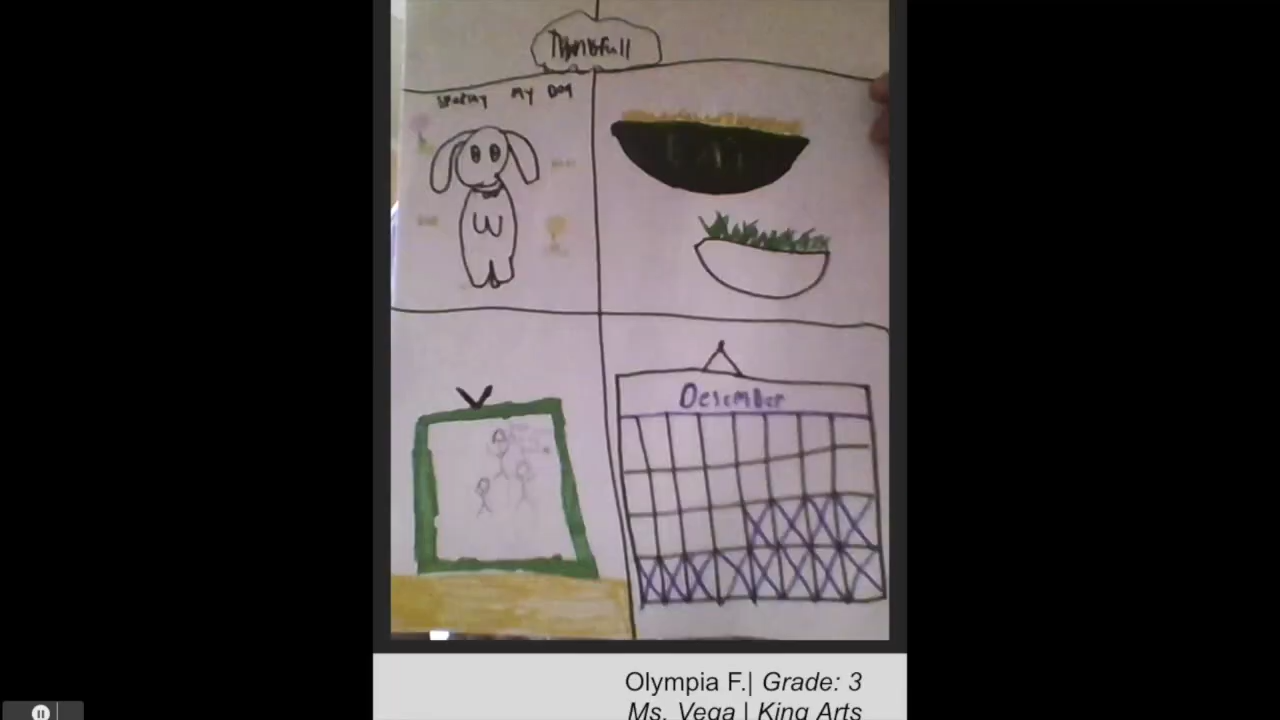 Thankfull
My Dog
Desember
Olympia F.| Grade: 3
Ms. Vega | King Arts